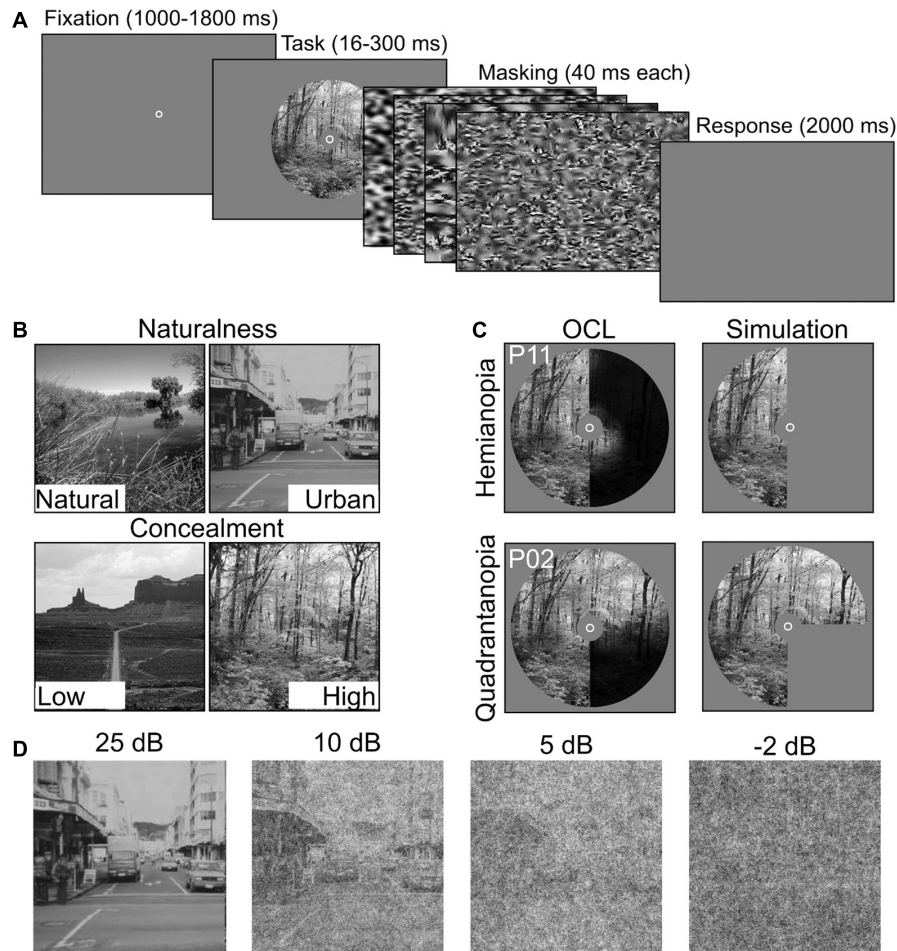 A
Fixation (1000-1800 ms)
Task (16-300 ms)
Masking (40 ms each)
Response (2000 ms)
B
Naturalness
Natural
Urban
Concealment
Low
High
C
OCL
Simulation
Hemianopia
P11
Quadrantanopia
P02
D
25 dB
10 dB
5 dB
-2 dB